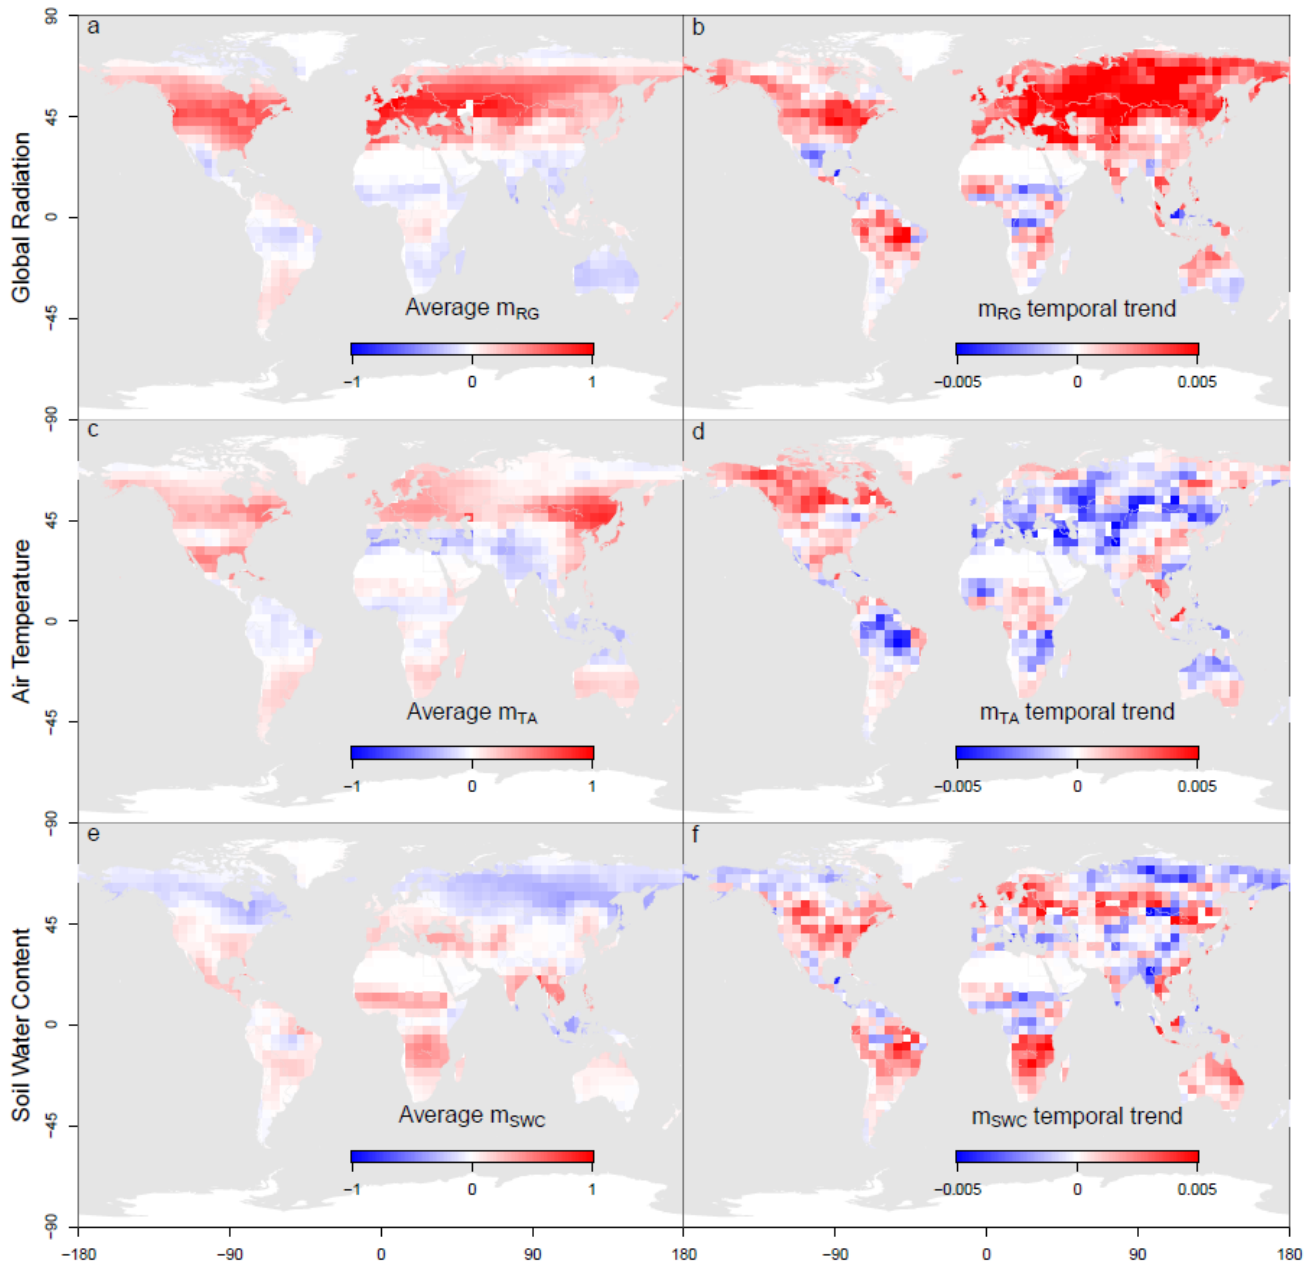 a
b
90
45
0
−45
−90
Global Radiation
Average mRG
−1 0 1
mRG temporal trend
−0.005 0 0.005
c
d
45
0
−45
−90
Air Temperature
Average mTA
−1 0 1
mTA temporal trend
−0.005 0 0.005
e
f
45
0
−45
−90
Soil Water Content
Average mSWC
−1 0 1
mSWC temporal trend
−0.005 0 0.005
−180 −90 0 90 180 −90 0 90 180